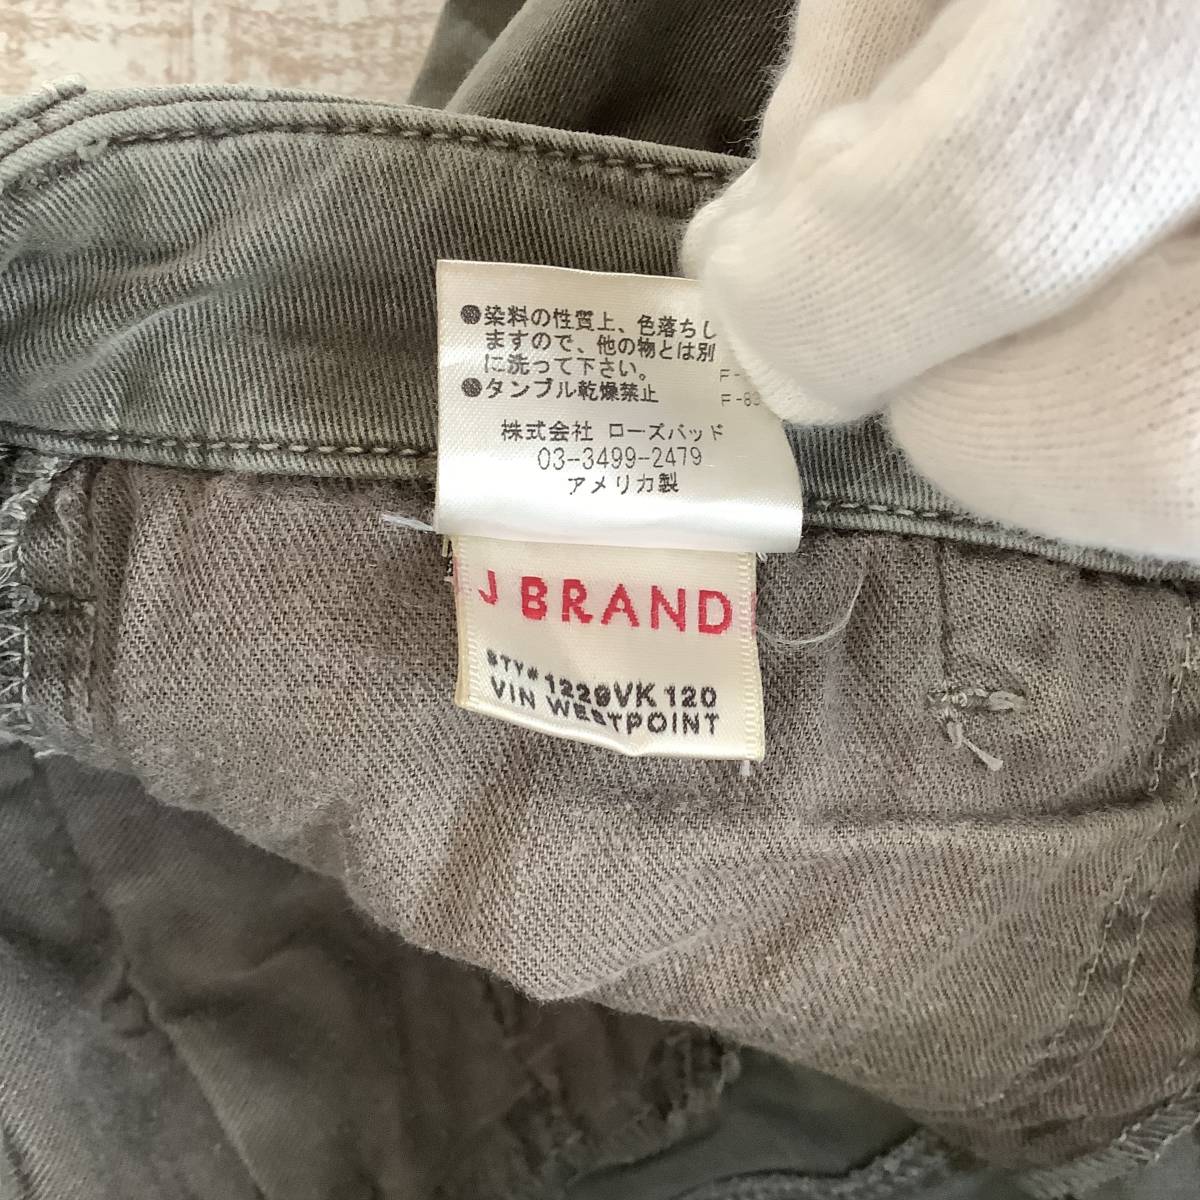 ●染料の性質上、色落ちし
ますので、他の物とは別
に洗って下さい。
●タンブル乾燥禁止
株式会社 ローズバッド
03-3499-2479
アメリカ製
J BRAND
STY# 1226VK120
VIN WESTPOINT